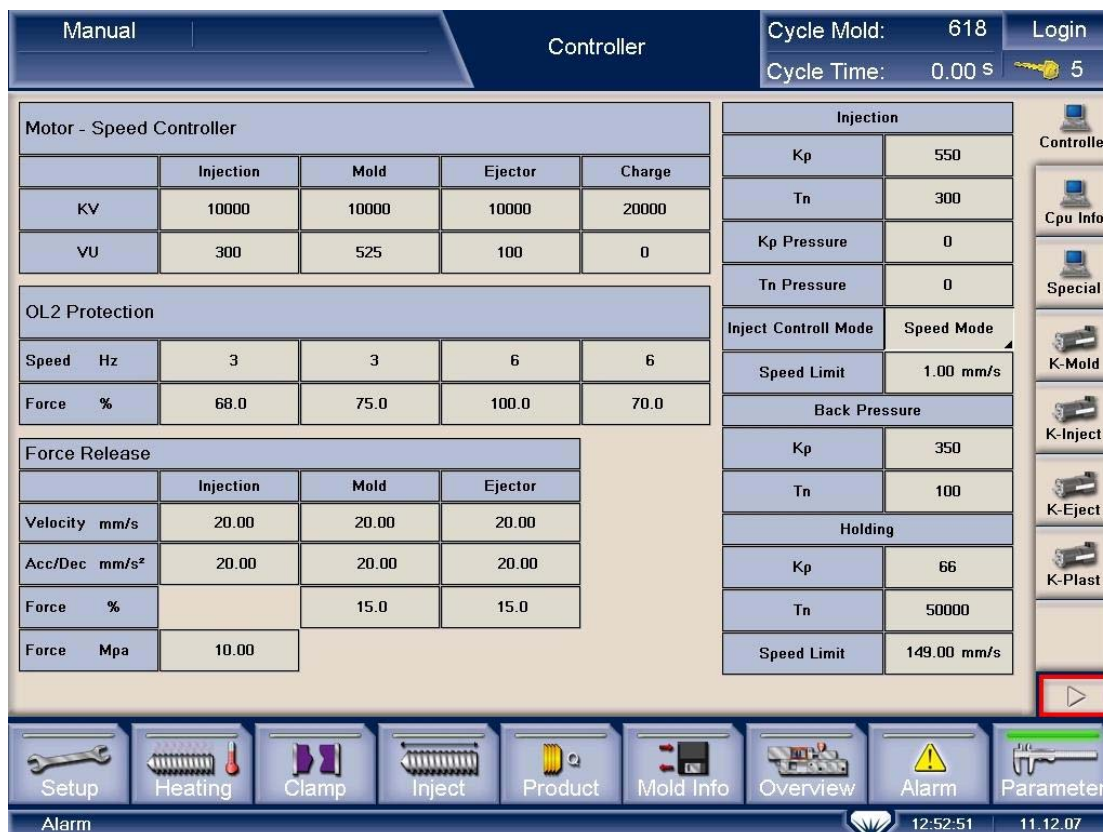 Manual
Controller
Cycle Mold: 618
Login
Cycle Time: 0.00 s
5
Motor - Speed Controller
Injection Mold Ejector Charge
KV 10000 10000 10000 20000
VU 300 525 100 0
OL2 Protection
Speed Hz 3 3 6 6
Force % 68.0 75.0 100.0 70.0
Force Release
Injection Mold Ejector
Velocity mm/s 20.00 20.00 20.00
Acc/Dec mm/s² 20.00 20.00 20.00
Force % 15.0 15.0
Force Mpa 10.00
Injection
Kp 550
Tn 300
Kp Pressure 0
Tn Pressure 0
Inject Controll Mode Speed Mode
Speed Limit 1.00 mm/s
Back Pressure
Kp 350
Tn 100
Holding
Kp 66
Tn 50000
Speed Limit 149.00 mm/s
Controlle
Cpu Info
Special
K-Mold
K-Inject
K-Eject
K-Plast
Setup Heating Clamp Inject Product Mold Info Overview Alarm Parameter
Alarm 12:52:51 11.12.07